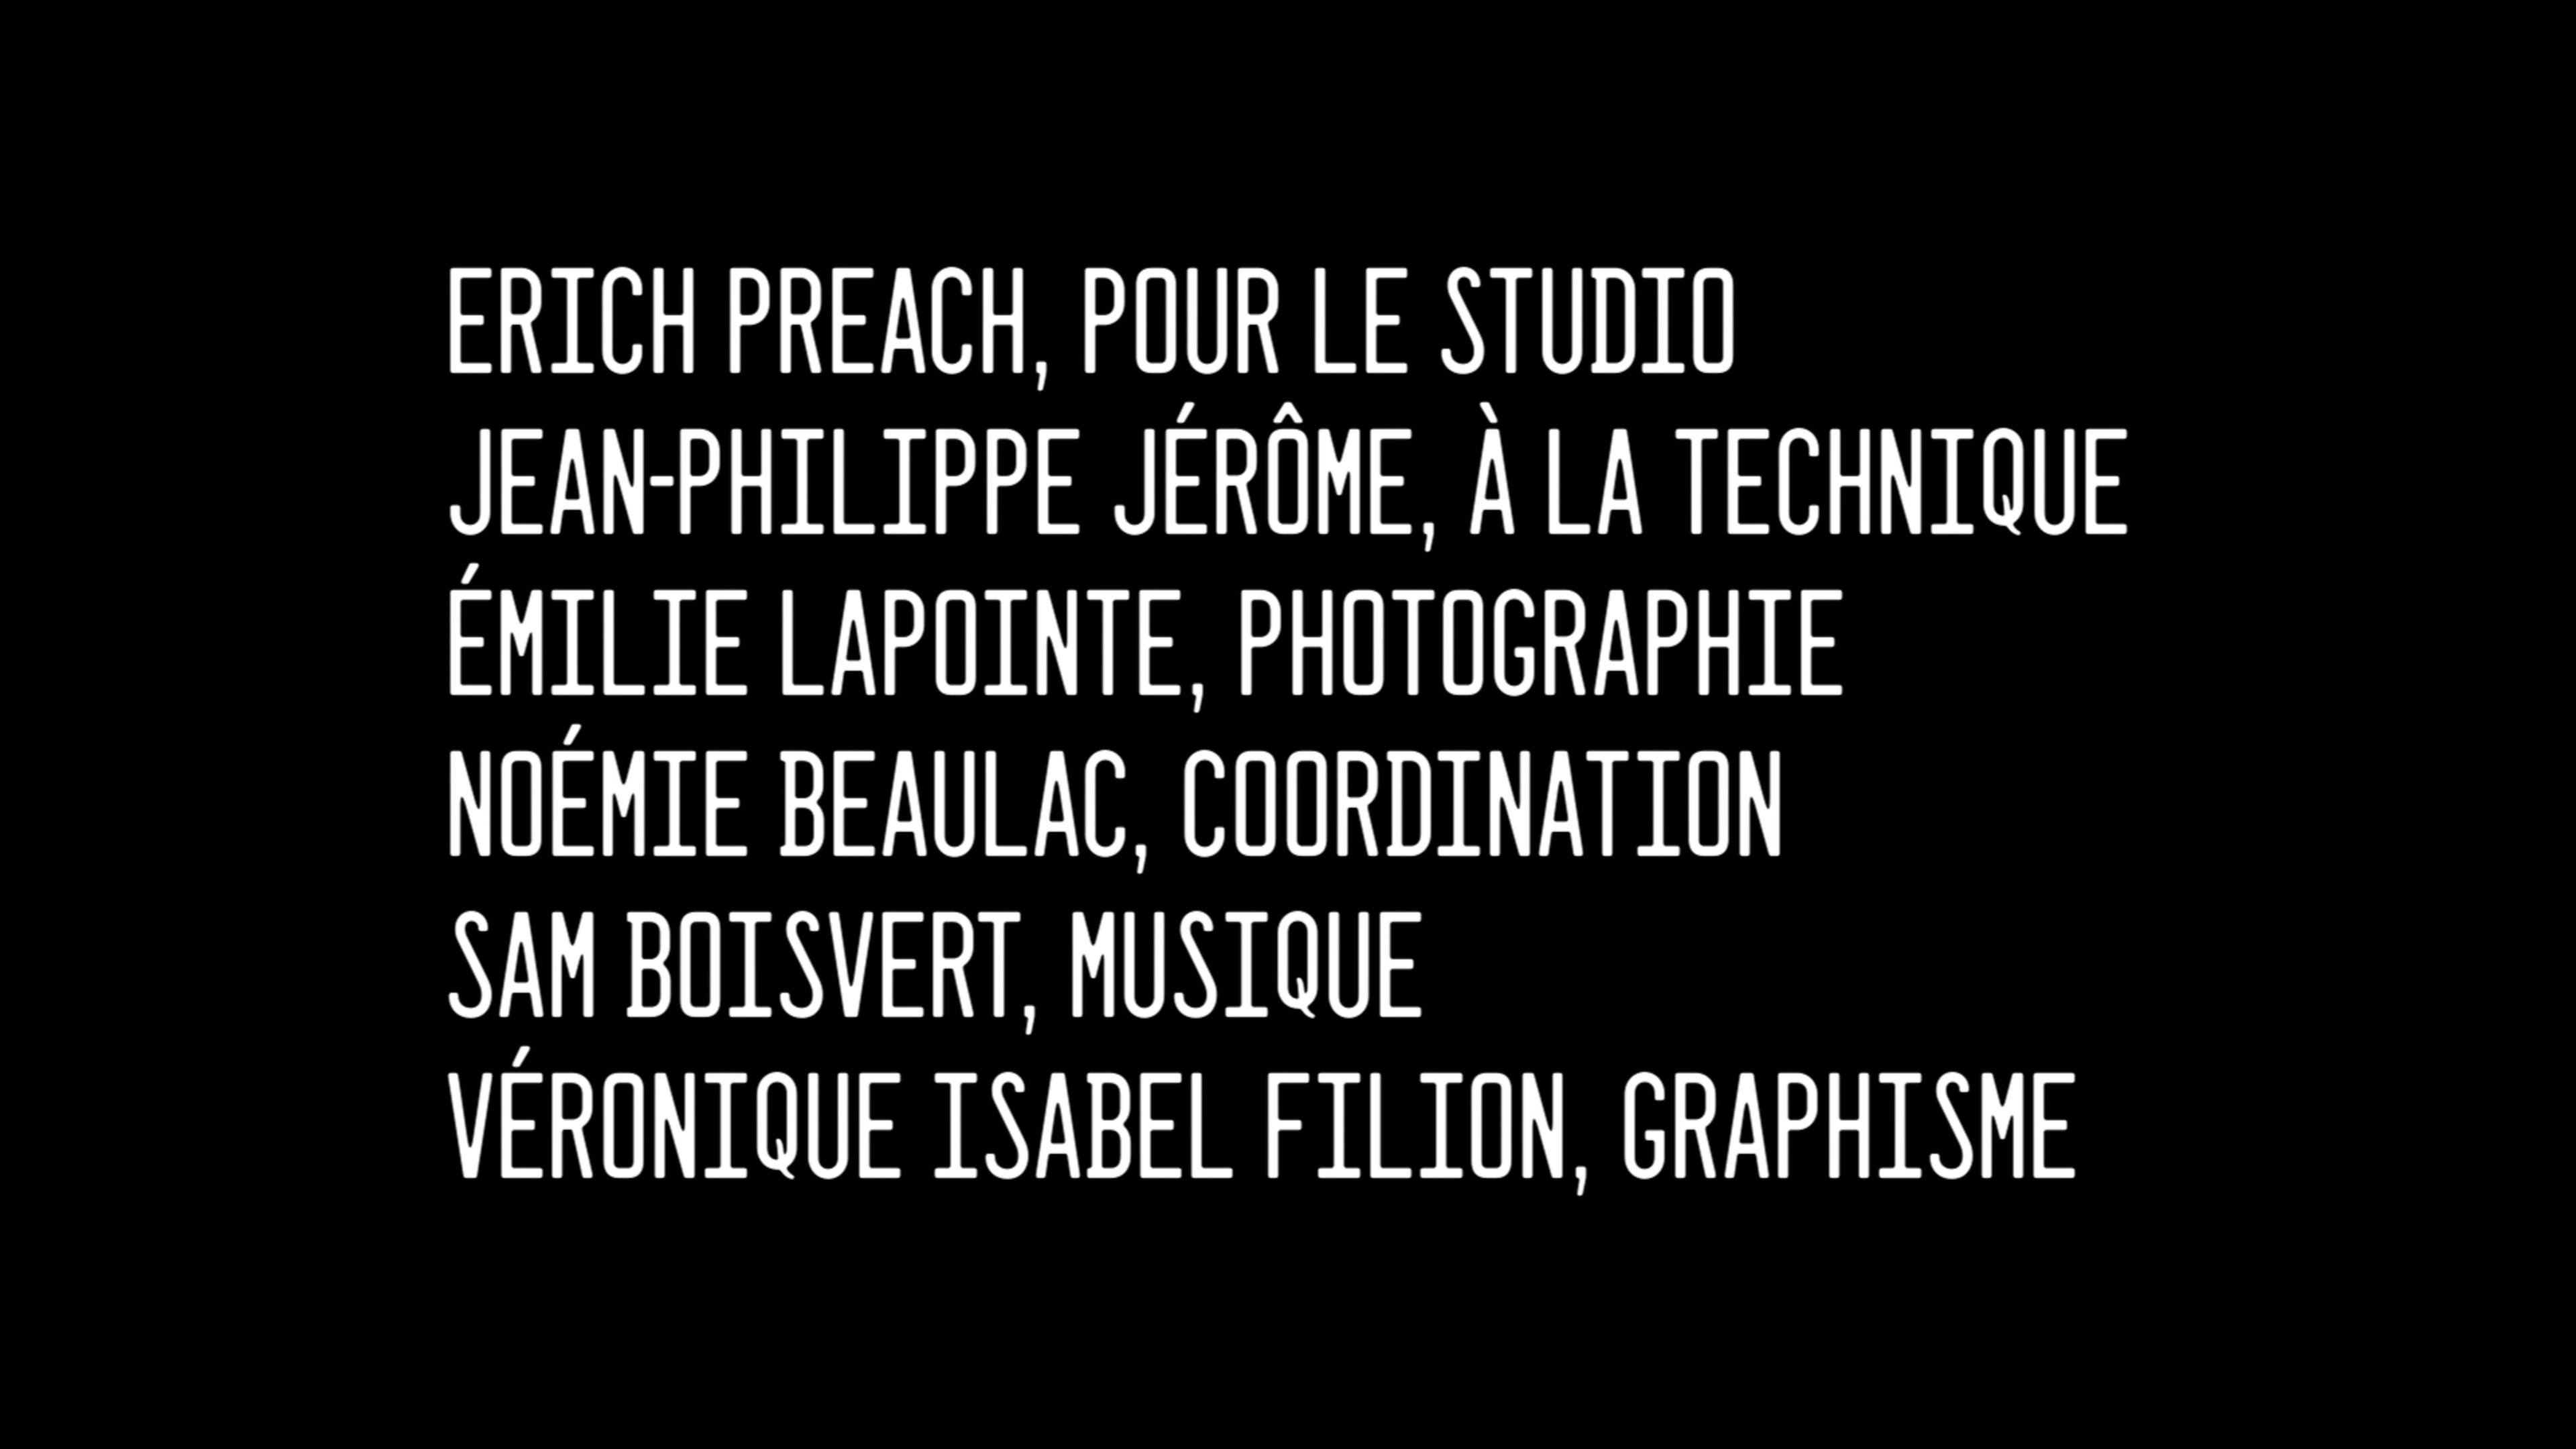 ERICH PREACH, POUR LE STUDIO
JEAN-PHILIPPE JÉRÔME, À LA TECHNIQUE
ÉMILIE LAPOINTE, PHOTOGRAPHIE
NOÉMIE BEAULAC, COORDINATION
SAM BOISVERT, MUSIQUE
VÉRONIQUE ISABEL FILION, GRAPHISME